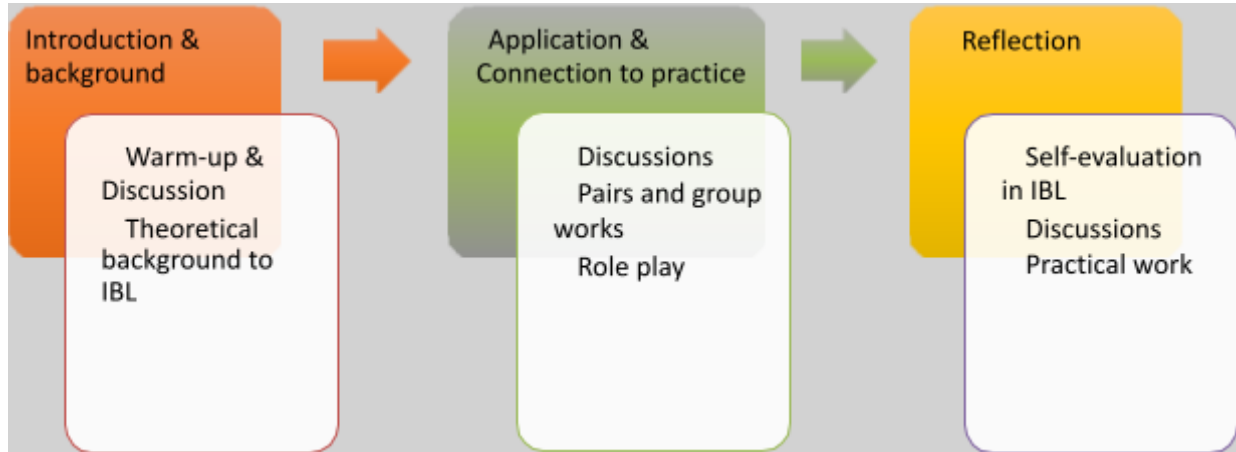 Introduction &
background
Warm-up &
Discussion
Theoretical
background to
IBL
Application &
Connection to practice
Discussions
Pairs and group
works
Role play
Reflection
Self-evaluation
in IBL
Discussions
Practical work